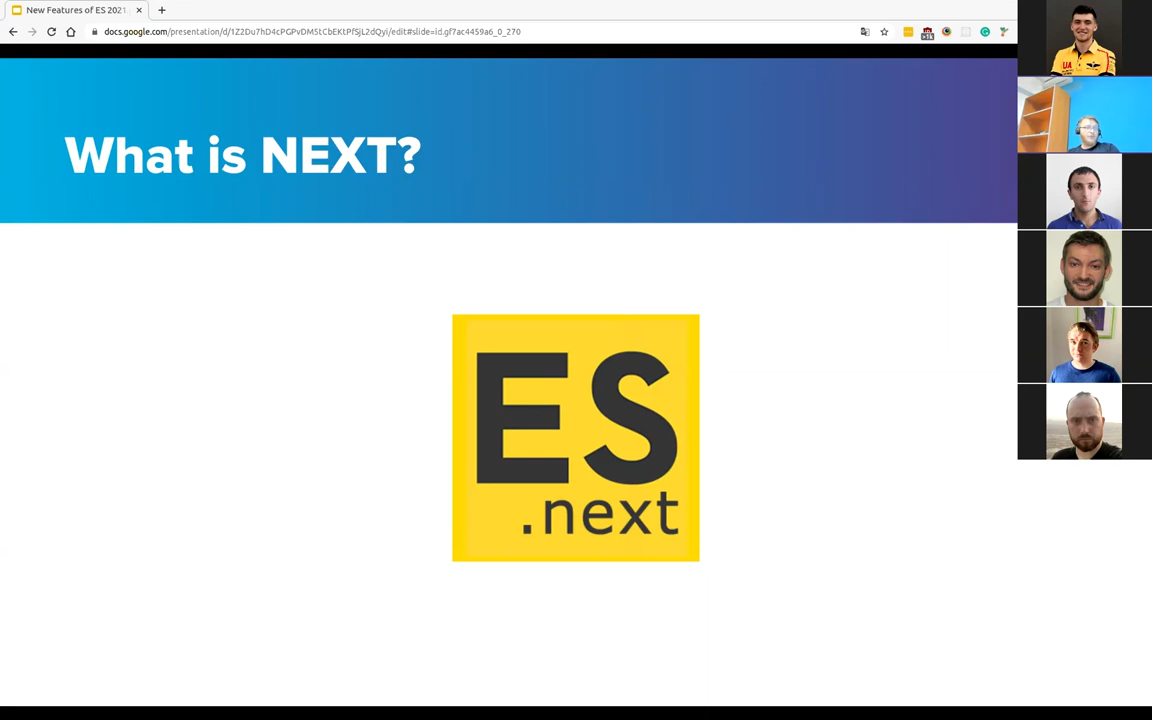 New Features of ES 2021
docs.google.com/presentation/d/1Z2Du7hD4cPGPvDM5tCbEKtPfSjL2dQyi/edit#slide=id.gf7ac4459a6_0_270
What is NEXT?
ES
.next
UA